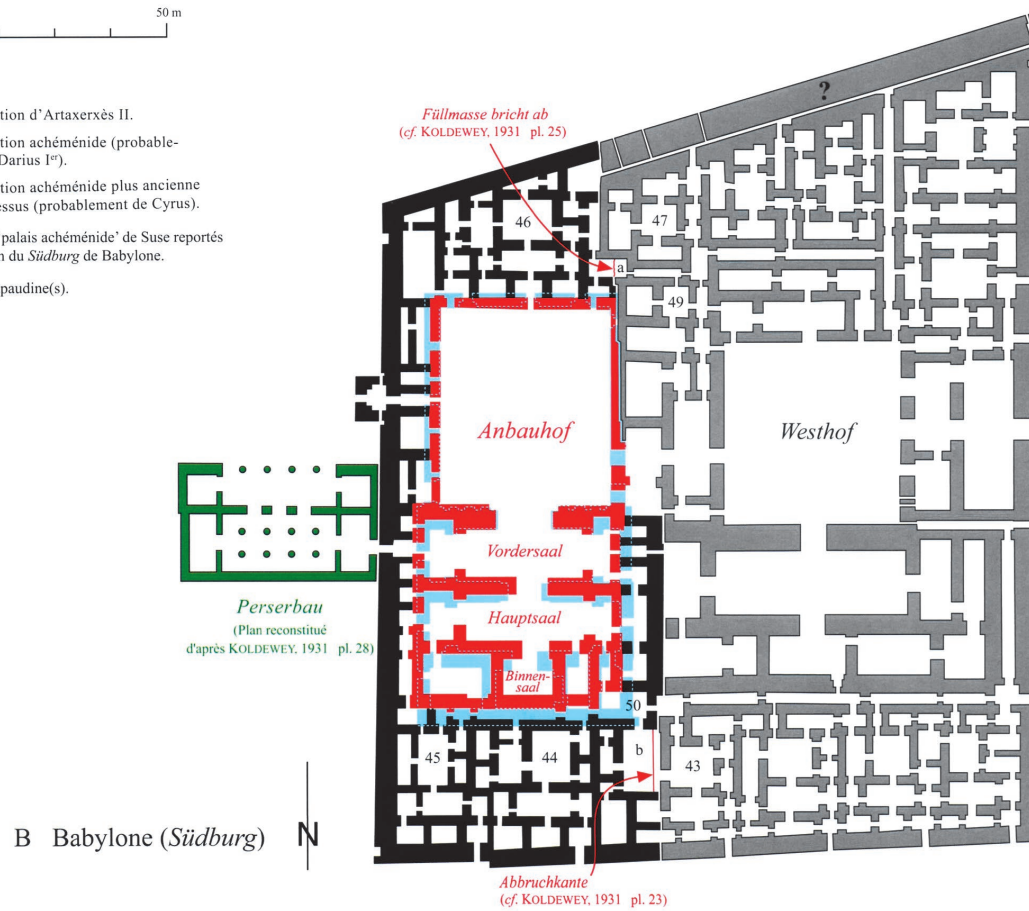 50 m
tion d'Artaxerxès II.
tion achéménide (probable-
Darius Ier).
tion achéménide plus ancienne
essus (probablement de Cyrus).
palais achéménide' de Suse reportés
n du Südburg de Babylone.
paudine(s).
Füllmasse bricht ab
(cf. KOLDEWEY, 1931 pl. 25)
?
46
47
a
49
Anbauhof
Westhof
Vordersaal
Hauptsaal
Binnen-
saal
50
Perserbau
(Plan reconstitué
d'après KOLDEWEY, 1931 pl. 28)
45
44
b
43
B Babylone (Südburg)
N
Abbruchkante
(cf. KOLDEWEY, 1931 pl. 23)